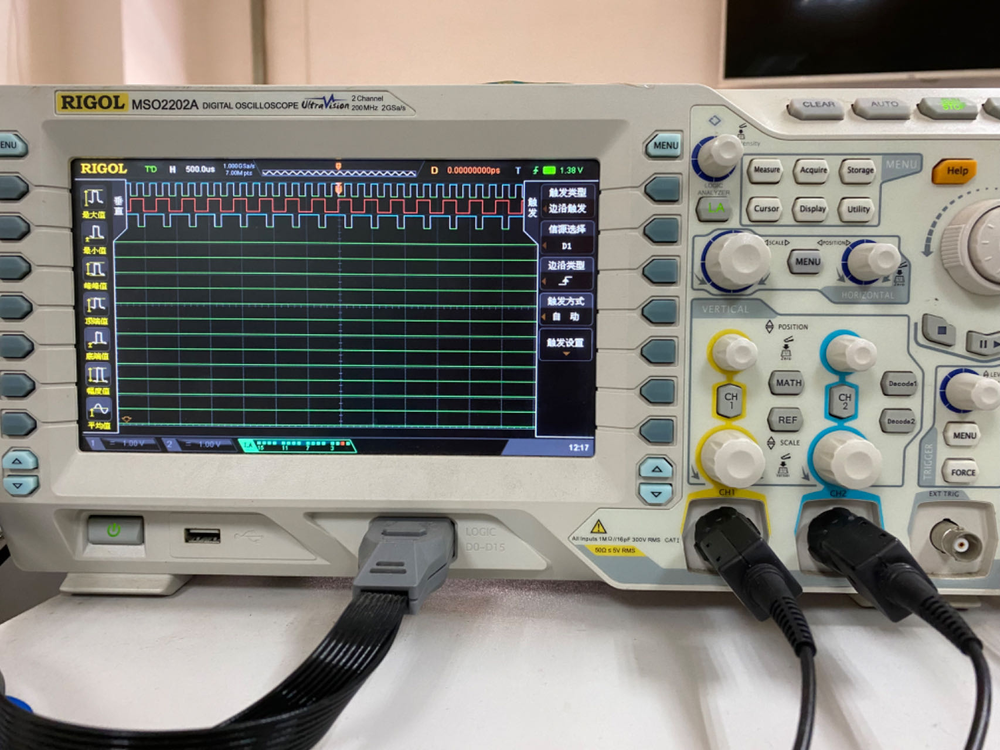 RIGOL MSO2202A DIGITAL OSCILLOSCOPE UltraVision 2 Channel
200MHz 2GSa/s
CLEAR AUTO
STOP
ENU
MENU
RIGOL T'D H 500.0us 1.000GSa/s
7.00M pts
D 0.00000000ps T 1.38 V
垂直
最大值
最小值
峰峰值
顶端值
底端值
幅度值
平均值
触发
触发类型
边沿触发
信源选择
D1
边沿类型
触发方式
自 动
触发设置
1 = 1.00 V 2 = 1.00 V LA 15 11 7 3
12:17
LOGIC
ANALYZER
LA
Measure Acquire Storage MENU
Help
Cursor Display Utility
SCALE POSITION
MENU
HORIZONTAL
VERTICAL
POSITION
Zero
MATH
CH
1
CH
2
REF
Decode1
Decode2
SCALE
LEV
MENU
TRIGGER
FORCE
CH1 CH2 EXT TRIG
LOGIC
D0-D15
All Inputs 1MΩ//16pF 300V RMS CAT I
50Ω ≤ 5V RMS